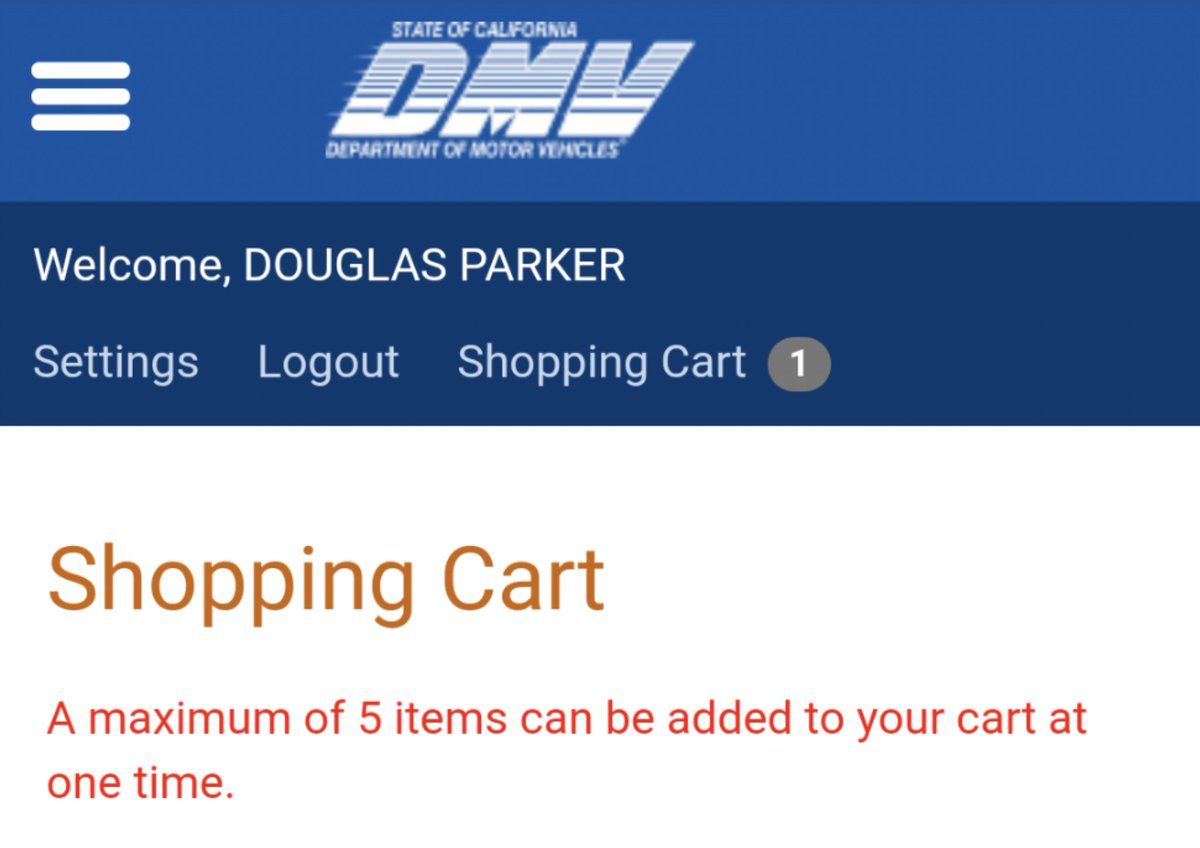 STATE OF CALIFORNIA
DMV
DEPARTMENT OF MOTOR VEHICLES
Welcome, DOUGLAS PARKER
Settings Logout Shopping Cart 1
Shopping Cart
A maximum of 5 items can be added to your cart at
one time.